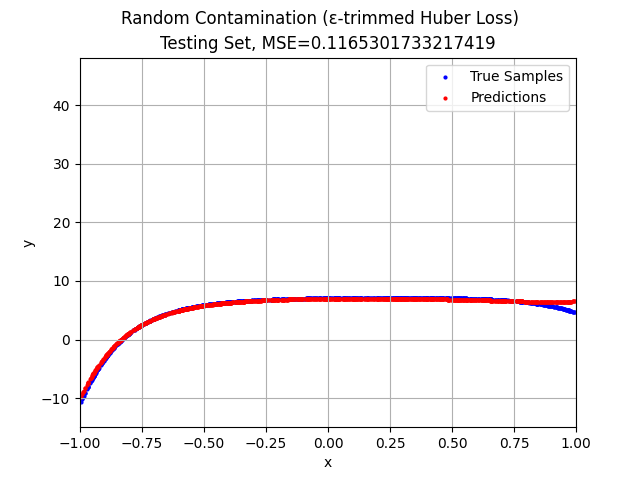 Random Contamination (ε-trimmed Huber Loss)
Testing Set, MSE=0.1165301733217419
True Samples
Predictions
y
40
30
20
10
0
−10
−1.00 −0.75 −0.50 −0.25 0.00 0.25 0.50 0.75 1.00
x